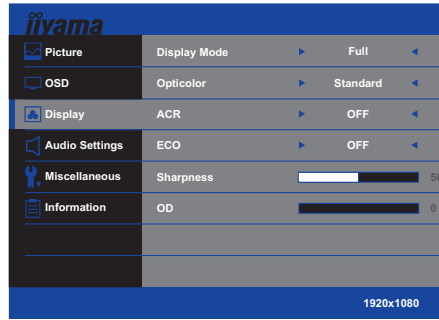 iiyama
Picture Display Mode Full
OSD Opticolor Standard
Display ACR OFF
Audio Settings ECO OFF
Miscellaneous Sharpness 50
Information OD 0
1920x1080